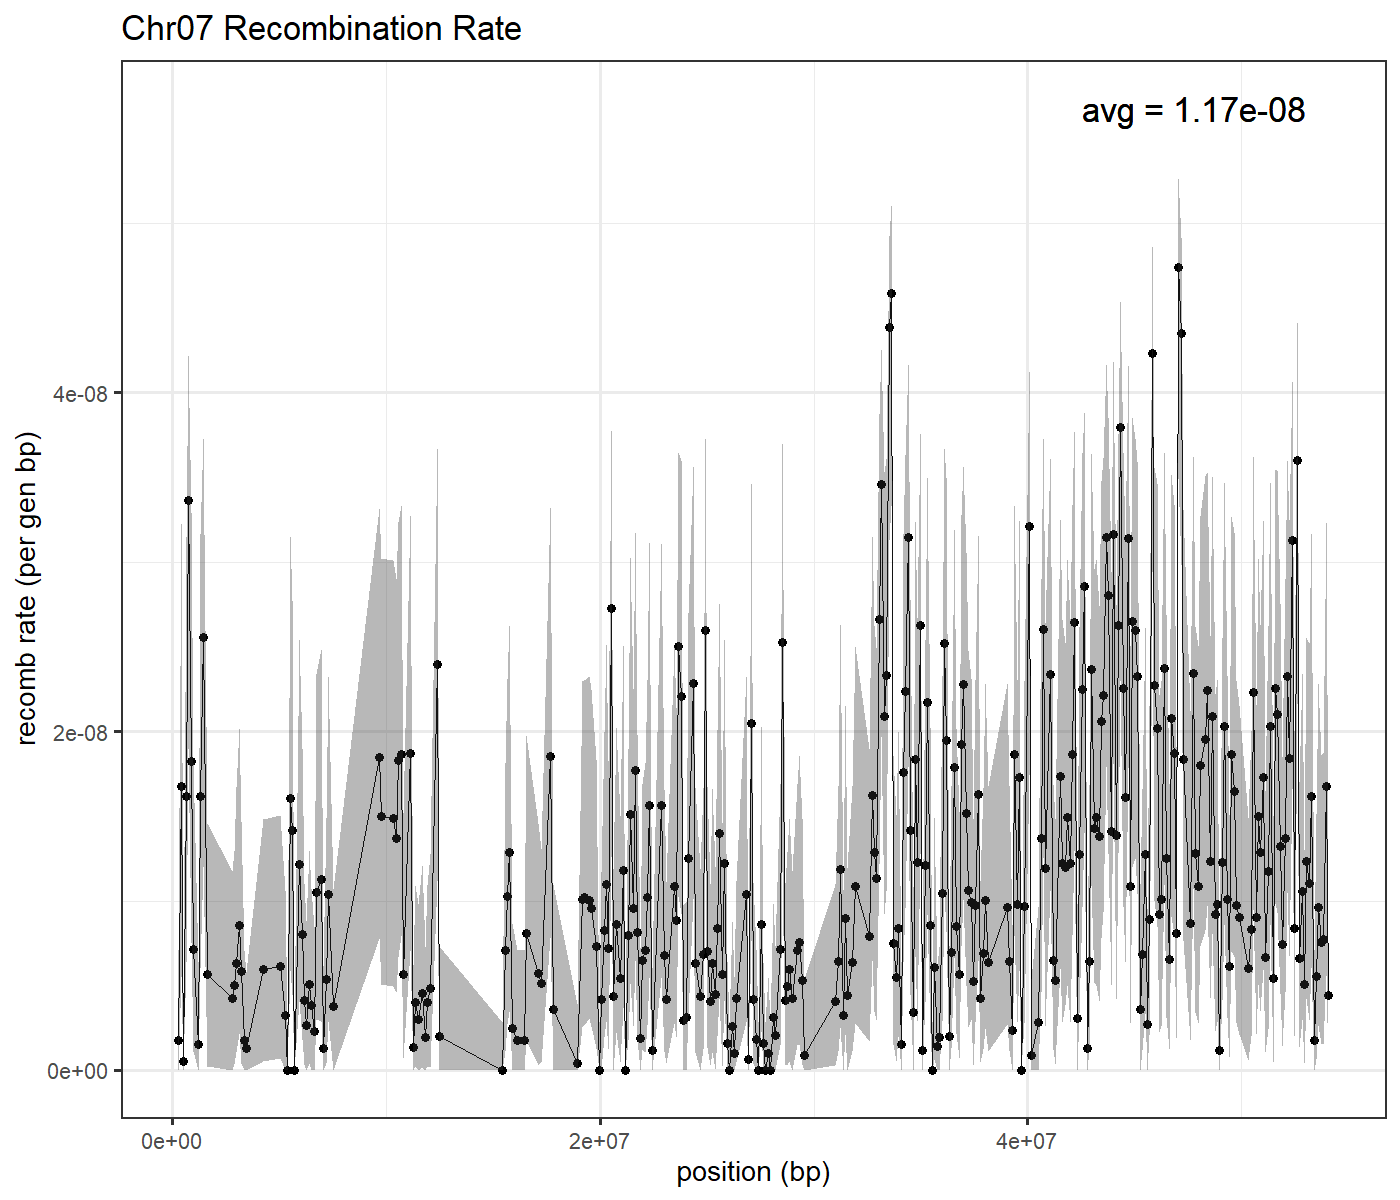 Chr07 Recombination Rate
avg = 1.17e-08
recomb rate (per gen bp)
4e-08
2e-08
0e+00
0e+00 2e+07 4e+07
position (bp)